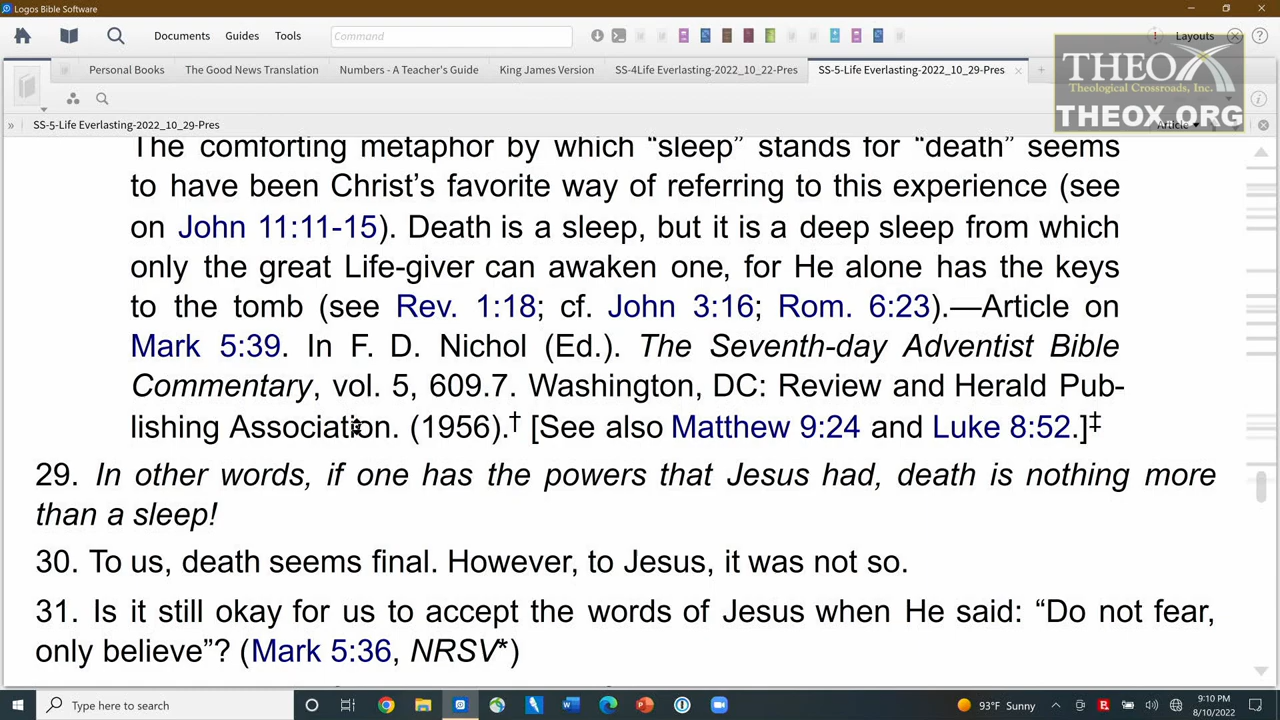 Logos Bible Software
Documents Guides Tools Command Layouts
Personal Books The Good News Translation Numbers - A Teacher's Guide King James Version SS-4Life Everlasting-2022_10_22-Pres SS-5-Life Everlasting-2022_10_29-Pres
THEOX
Theological Crossroads, Inc.
THEOX.ORG
SS-5-Life Everlasting-2022_10_29-Pres Article
The comforting metaphor by which “sleep” stands for “death” seems
to have been Christ’s favorite way of referring to this experience (see
on John 11:11-15). Death is a sleep, but it is a deep sleep from which
only the great Life-giver can awaken one, for He alone has the keys
to the tomb (see Rev. 1:18; cf. John 3:16; Rom. 6:23).—Article on
Mark 5:39. In F. D. Nichol (Ed.). The Seventh-day Adventist Bible
Commentary, vol. 5, 609.7. Washington, DC: Review and Herald Pub-
lishing Association. (1956).† [See also Matthew 9:24 and Luke 8:52.]‡
29. In other words, if one has the powers that Jesus had, death is nothing more
than a sleep!
30. To us, death seems final. However, to Jesus, it was not so.
31. Is it still okay for us to accept the words of Jesus when He said: “Do not fear,
only believe”? (Mark 5:36, NRSV*)
Type here to search 93°F Sunny 9:10 PM
8/10/2022